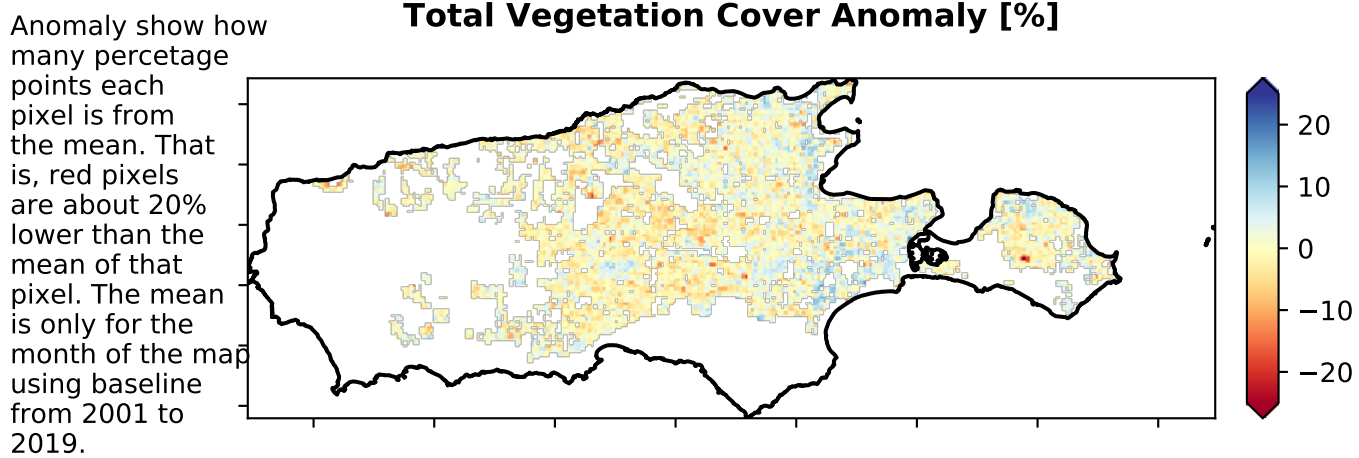 Total Vegetation Cover Anomaly [%]
Anomaly show how
many percetage
points each
pixel is from
the mean. That
is, red pixels
are about 20%
lower than the
mean of that
pixel. The mean
is only for the
month of the map
using baseline
from 2001 to
2019.
20
10
0
−10
−20